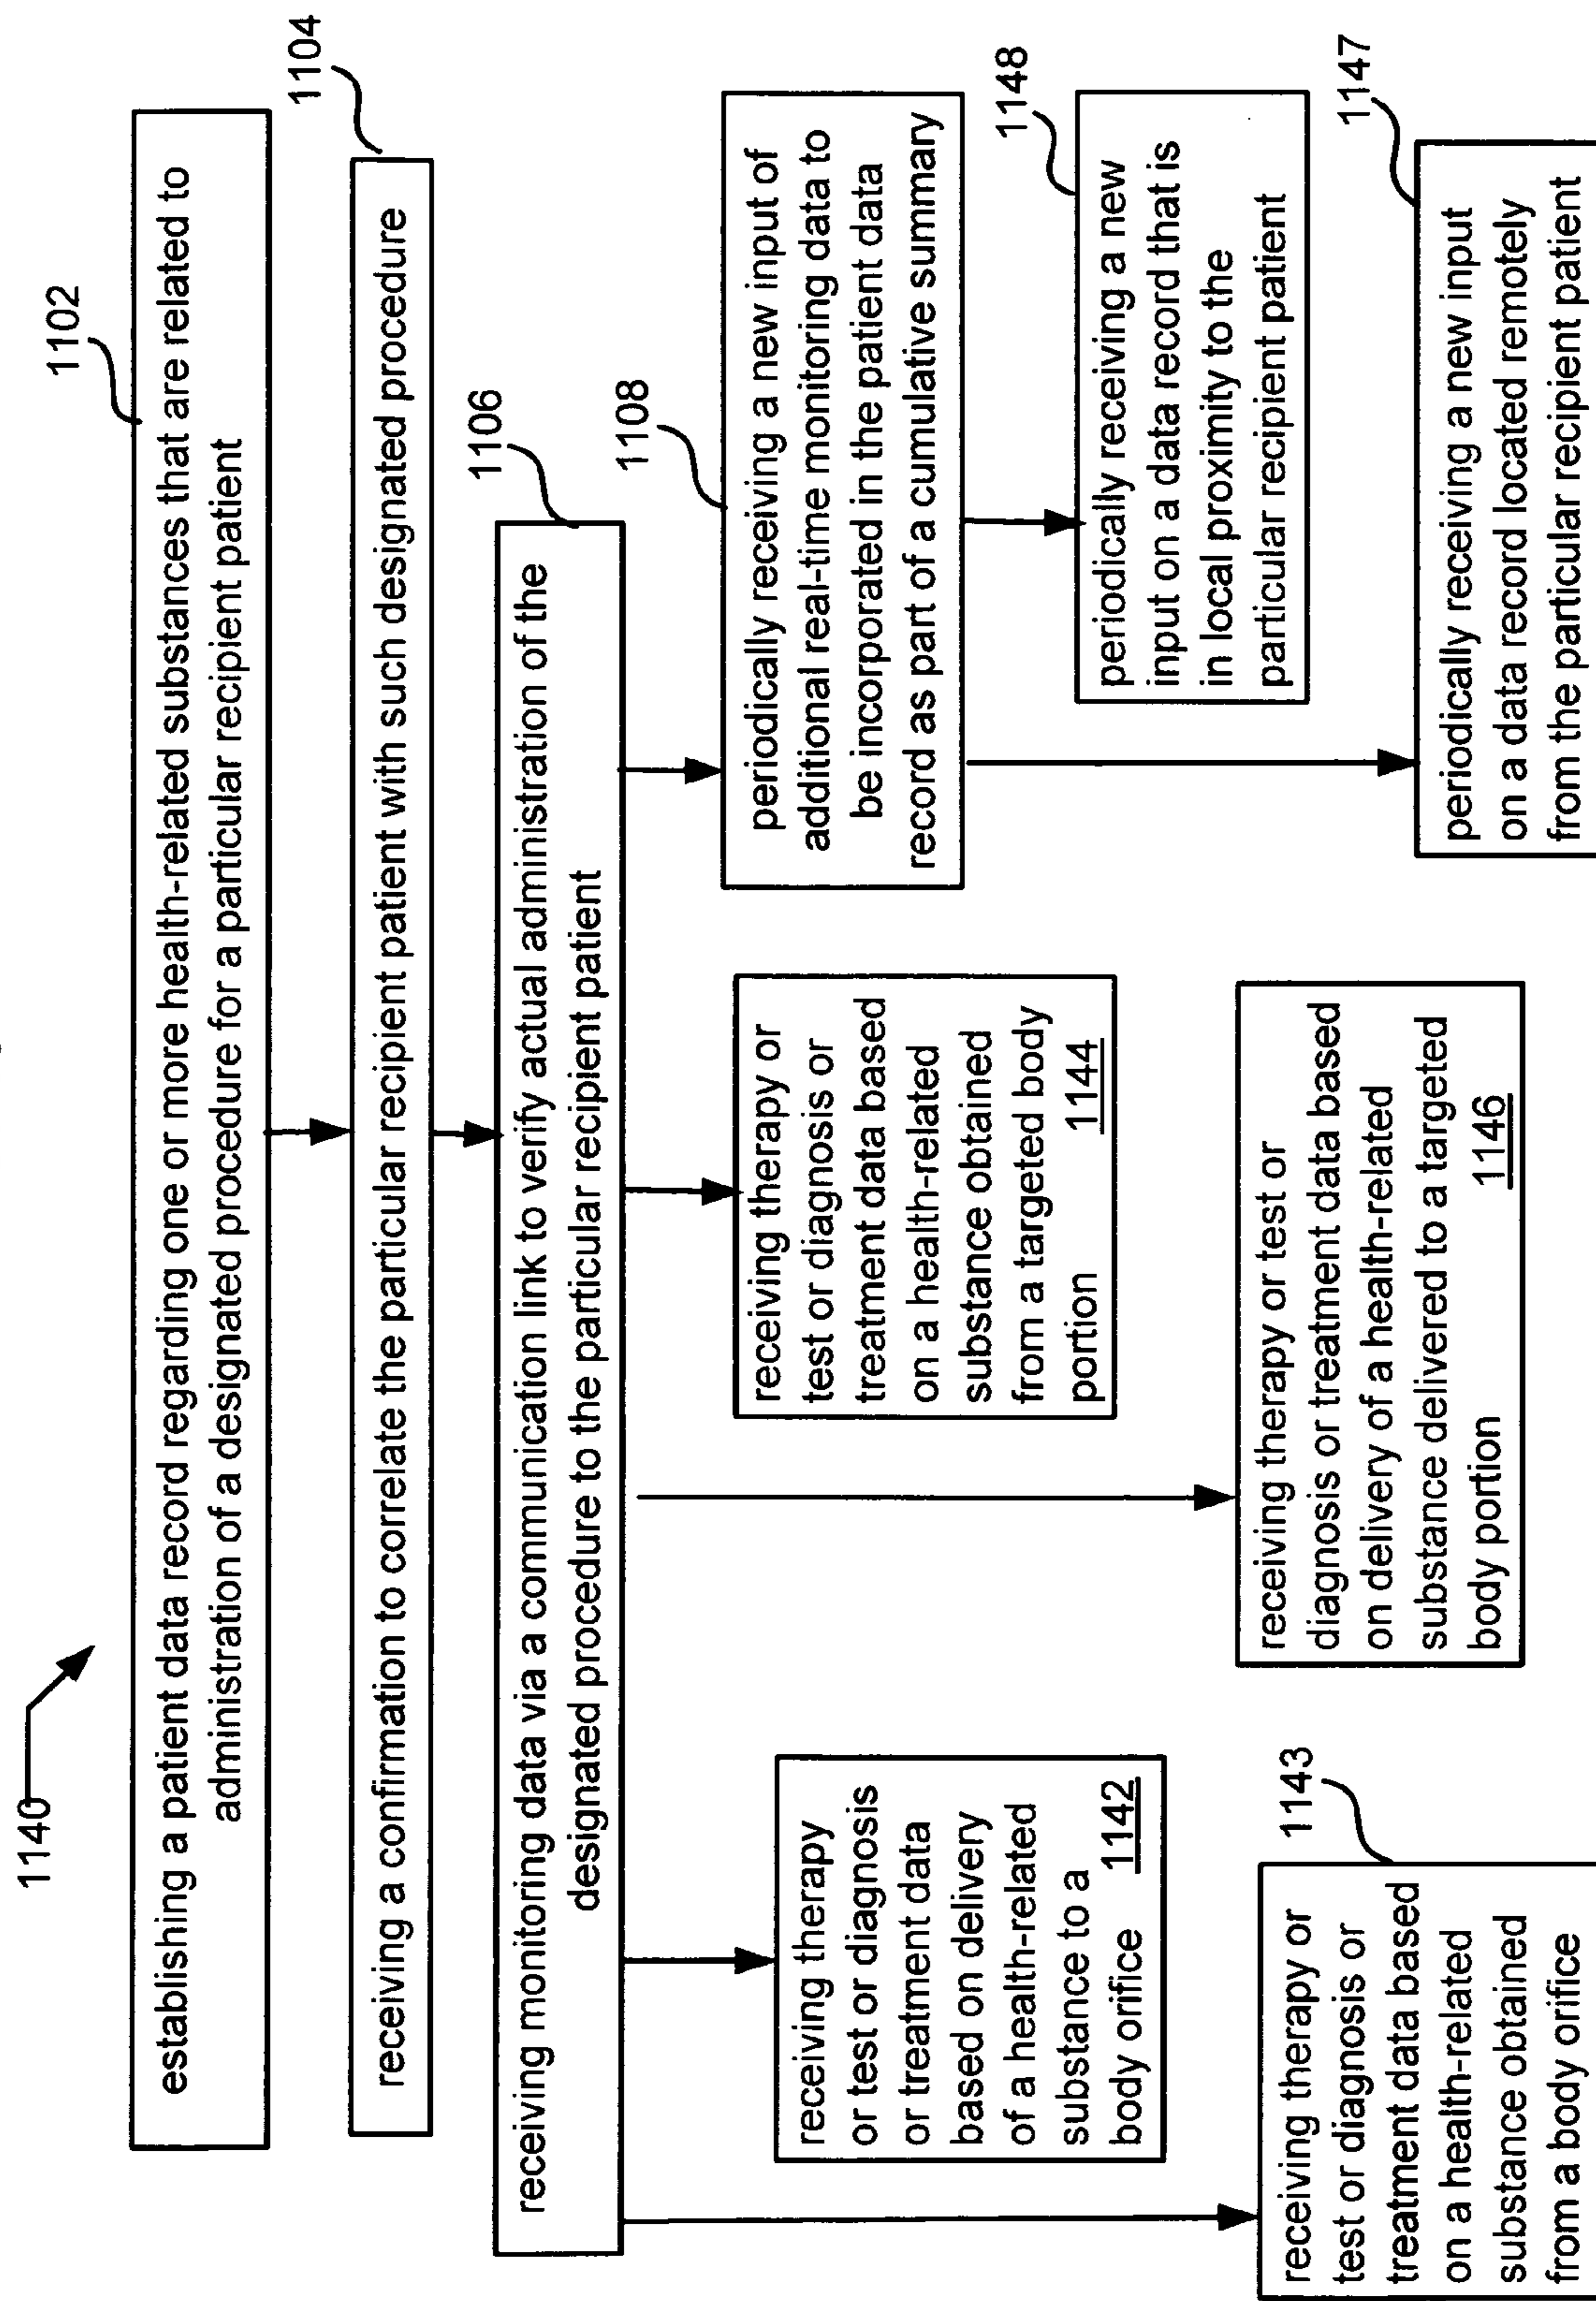 1140
1102
establishing a patient data record regarding one or more health-related substances that are related to
administration of a designated procedure for a particular recipient patient
1104
receiving a confirmation to correlate the particular recipient patient with such designated procedure
1106
receiving monitoring data via a communication link to verify actual administration of the
designated procedure to the particular recipient patient
1108
periodically receiving a new input of
additional real-time monitoring data to
be incorporated in the patient data
record as part of a cumulative summary
1148
periodically receiving a new
input on a data record that is
in local proximity to the
particular recipient patient
1147
periodically receiving a new input
on a data record located remotely
from the particular recipient patient
receiving therapy or
test or diagnosis or
treatment data based
on a health-related
substance obtained
from a targeted body
portion 1144
receiving therapy or test or
diagnosis or treatment data based
on delivery of a health-related
substance delivered to a targeted
body portion 1146
receiving therapy
or test or diagnosis
or treatment data
based on delivery
of a health-related
substance to a
body orifice 1142
1143
receiving therapy or
test or diagnosis or
treatment data based
on a health-related
substance obtained
from a body orifice